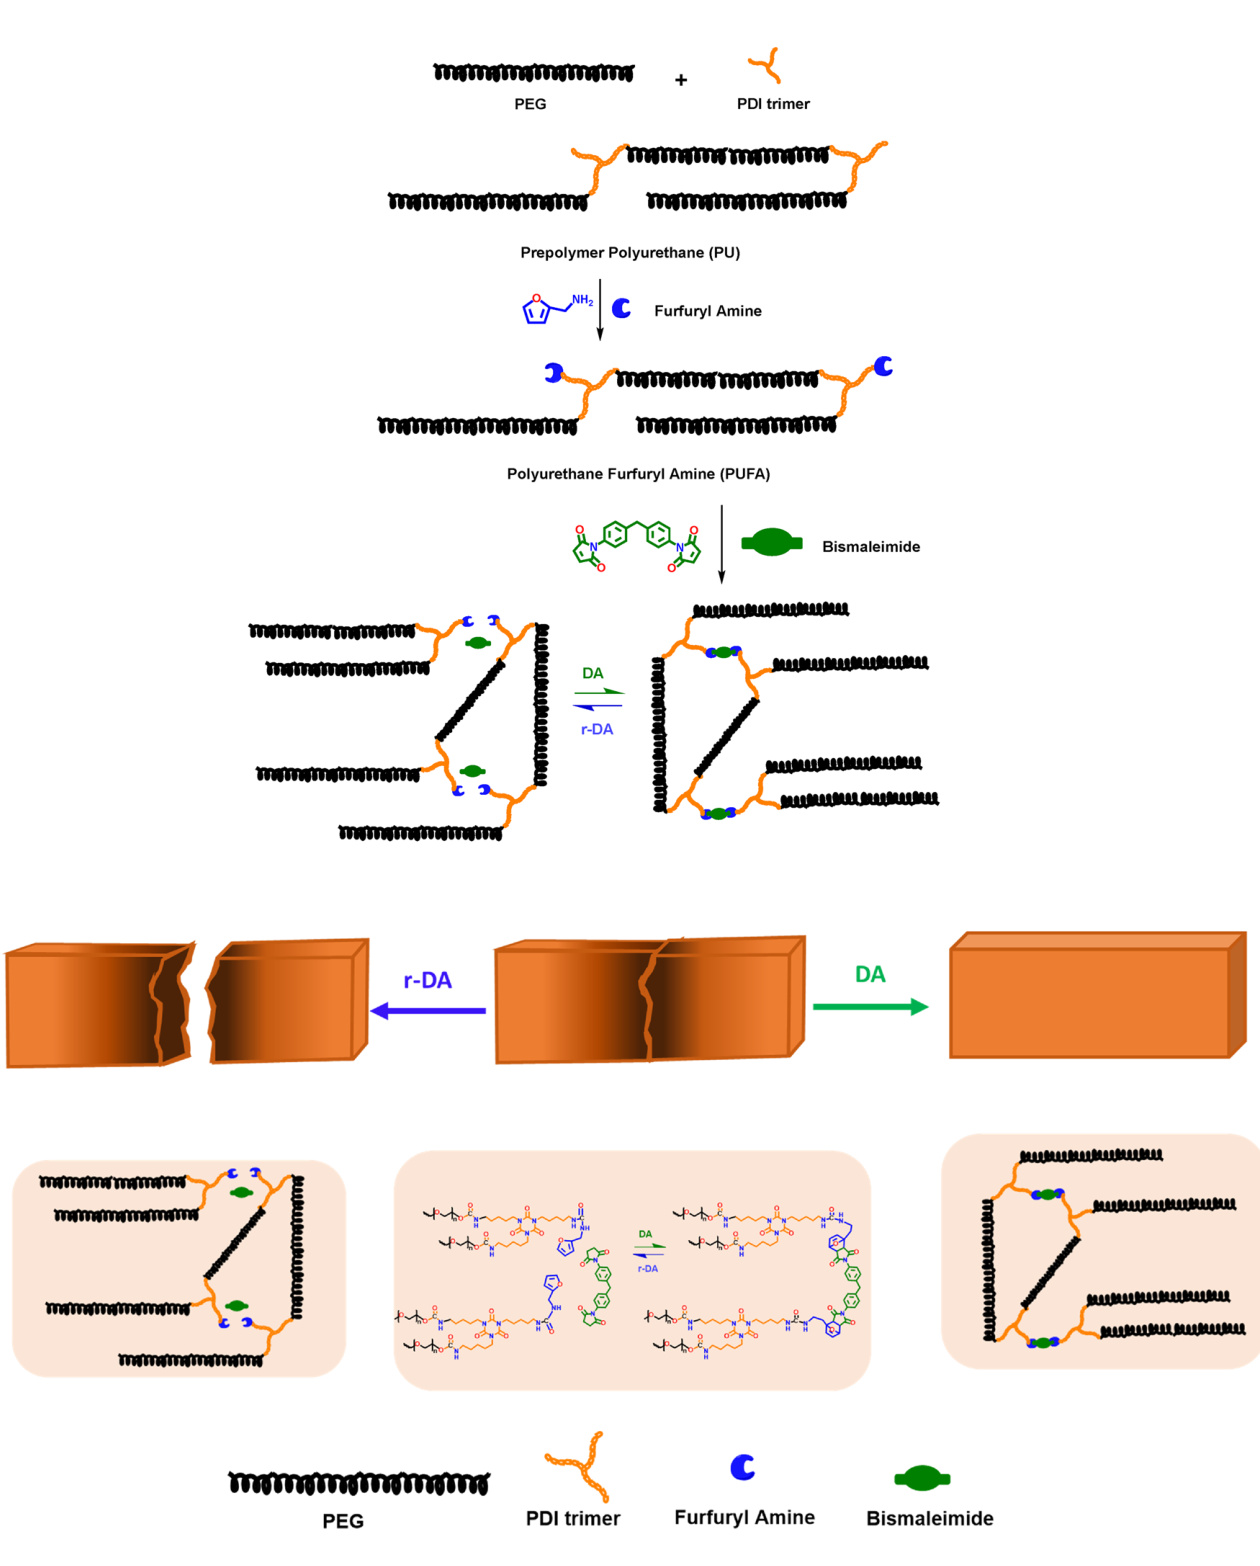 +
PEG
PDI trimer
Prepolymer Polyurethane (PU)
O
NH2
Furfuryl Amine
Polyurethane Furfuryl Amine (PUFA)
O
O
N
N
O
O
Bismaleimide
DA
r-DA
r-DA
DA
DA
r-DA
PEG
PDI trimer
Furfuryl Amine
Bismaleimide